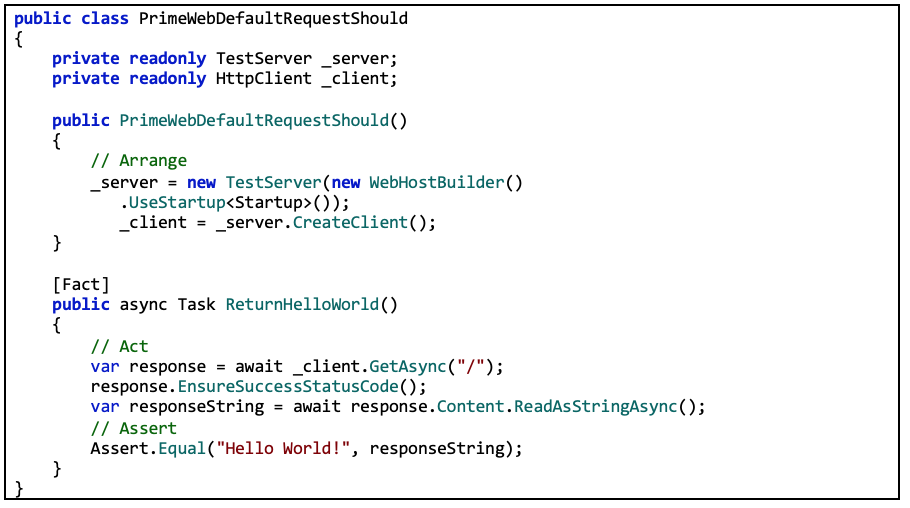 public class PrimeWebDefaultRequestShould
{
    private readonly TestServer _server;
    private readonly HttpClient _client;

    public PrimeWebDefaultRequestShould()
    {
        // Arrange
        _server = new TestServer(new WebHostBuilder()
           .UseStartup<Startup>());
           _client = _server.CreateClient();
    }

    [Fact]
    public async Task ReturnHelloWorld()
    {
        // Act
        var response = await _client.GetAsync("/");
        response.EnsureSuccessStatusCode();
        var responseString = await response.Content.ReadAsStringAsync();
        // Assert
        Assert.Equal("Hello World!", responseString);
    }
}